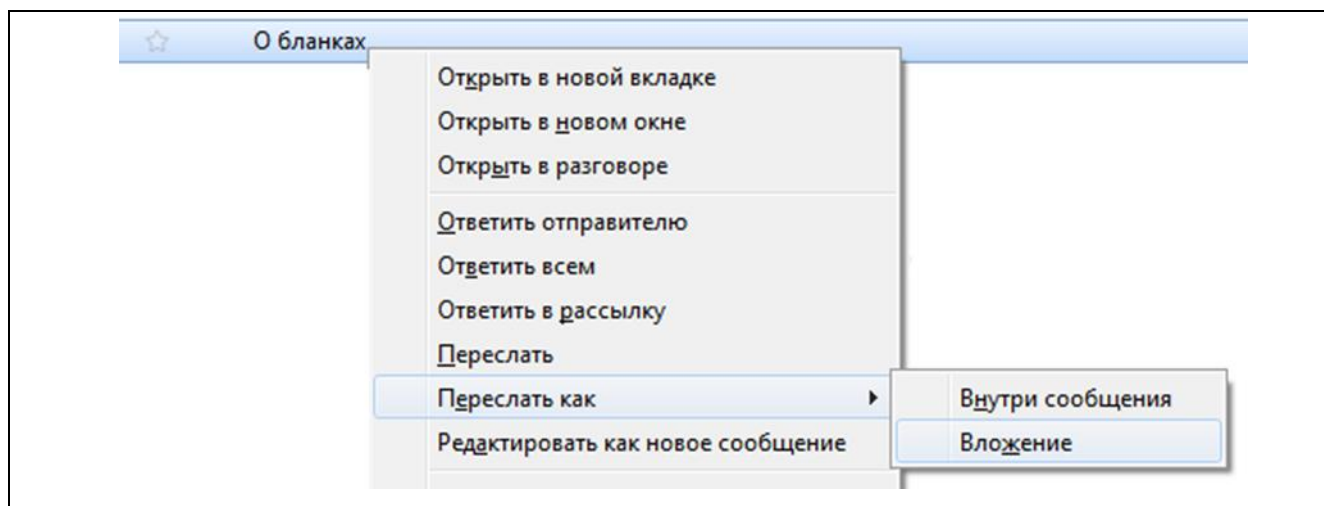 О бланках
Открыть в новой вкладке
Открыть в новом окне
Открыть в разговоре
Ответить отправителю
Ответить всем
Ответить в рассылку
Переслать
Переслать как
Внутри сообщения
Редактировать как новое сообщение
Вложение